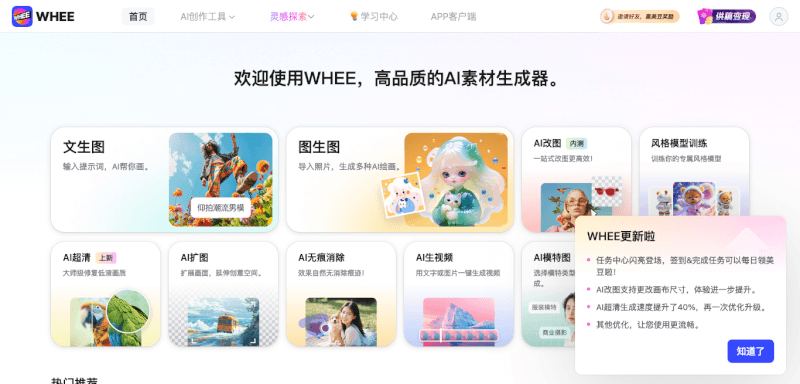 WHEE WHEE 首页 AI创作工具 灵感探索 学习中心 APP客户端 邀请好友，赢美豆奖励 供稿变现
欢迎使用WHEE，高品质的AI素材生成器。
文生图
输入提示词，AI帮你画。
仰拍潮流男模
图生图
导入照片，生成多种AI绘画。
AI改图 内测
一站式改图更高效！
风格模型训练
训练你的专属风格模型
AI超清 上新
大师级修复低清画质
AI扩图
扩展画面，延伸创意空间。
AI无痕消除
效果自然无消除痕迹！
AI生视频
用文字或图片一键生成视频
AI模特图
选择模特类型
成。
服装模特
商业摄影
WHEE更新啦
任务中心闪亮登场，签到&完成任务可以每日领美
豆啦！
AI改图支持更改画布尺寸，体验进一步提升。
AI超清生成速度提升了40%，再一次优化升级。
其他优化，让您使用更流畅。
知道了
热门推荐